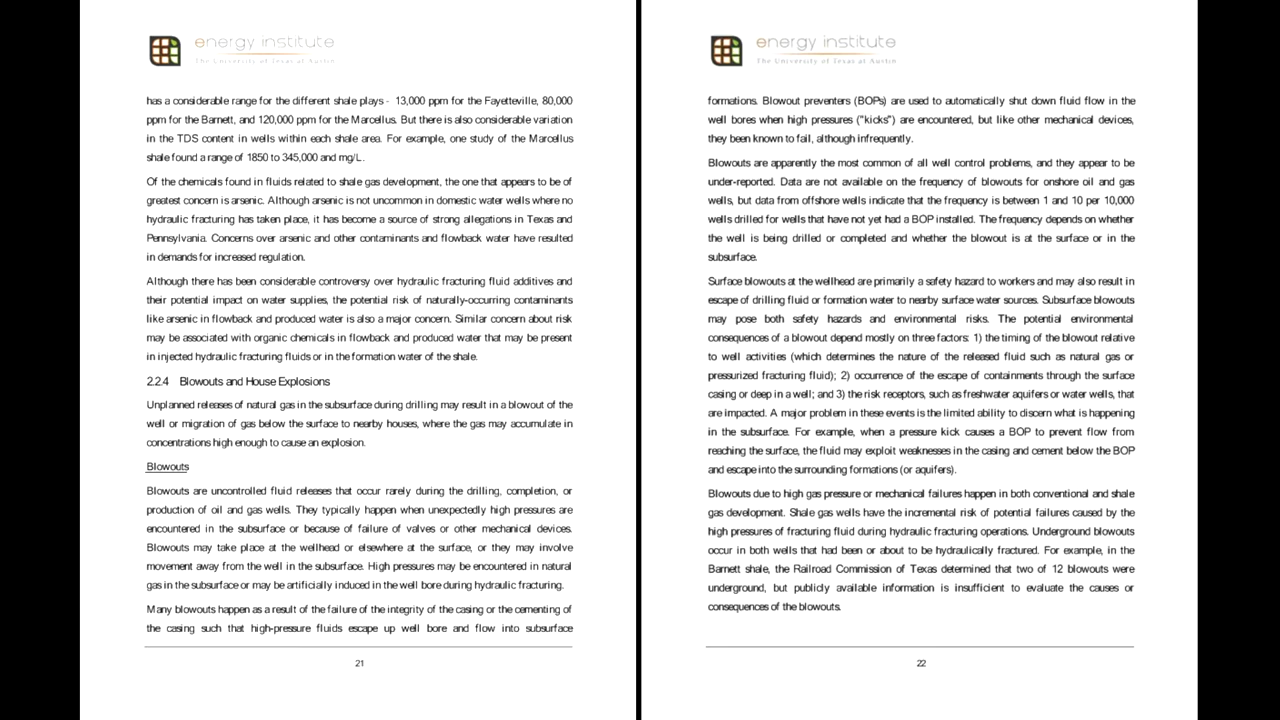 energy institute
The University of Texas at Austin
has a considerable range for the different shale plays - 13,000 ppm for the Fayetteville, 80,000
ppm for the Barnett, and 120,000 ppm for the Marcellus. But there is also considerable variation
in the TDS content in wells within each shale area. For example, one study of the Marcellus
shale found a range of 1850 to 345,000 and mg/L.
Of the chemicals found in fluids related to shale gas development, the one that appears to be of
greatest concern is arsenic. Although arsenic is not uncommon in domestic water wells where no
hydraulic fracturing has taken place, it has become a source of strong allegations in Texas and
Pennsylvania. Concerns over arsenic and other contaminants and flowback water have resulted
in demands for increased regulation.
Although there has been considerable controversy over hydraulic fracturing fluid additives and
their potential impact on water supplies, the potential risk of naturally-occurring contaminants
like arsenic in flowback and produced water is also a major concern. Similar concern about risk
may be associated with organic chemicals in flowback and produced water that may be present
in injected hydraulic fracturing fluids or in the formation water of the shale.
2.2.4 Blowouts and House Explosions
Unplanned releases of natural gas in the subsurface during drilling may result in a blowout of the
well or migration of gas below the surface to nearby houses, where the gas may accumulate in
concentrations high enough to cause an explosion.
Blowouts
Blowouts are uncontrolled fluid releases that occur rarely during the drilling, completion, or
production of oil and gas wells. They typically happen when unexpectedly high pressures are
encountered in the subsurface or because of failure of valves or other mechanical devices.
Blowouts may take place at the wellhead or elsewhere at the surface, or they may involve
movement away from the well in the subsurface. High pressures may be encountered in natural
gas in the subsurface or may be artificially induced in the well bore during hydraulic fracturing.
Many blowouts happen as a result of the failure of the integrity of the casing or the cementing of
the casing such that high-pressure fluids escape up well bore and flow into subsurface
21
energy institute
The University of Texas at Austin
formations. Blowout preventers (BOPs) are used to automatically shut down fluid flow in the
well bores when high pressures ("kicks") are encountered, but like other mechanical devices,
they been known to fail, although infrequently.
Blowouts are apparently the most common of all well control problems, and they appear to be
under-reported. Data are not available on the frequency of blowouts for onshore oil and gas
wells, but data from offshore wells indicate that the frequency is between 1 and 10 per 10,000
wells drilled for wells that have not yet had a BOP installed. The frequency depends on whether
the well is being drilled or completed and whether the blowout is at the surface or in the
subsurface.
Surface blowouts at the wellhead are primarily a safety hazard to workers and may also result in
escape of drilling fluid or formation water to nearby surface water sources. Subsurface blowouts
may pose both safety hazards and environmental risks. The potential environmental
consequences of a blowout depend mostly on three factors: 1) the timing of the blowout relative
to well activities (which determines the nature of the released fluid such as natural gas or
pressurized fracturing fluid); 2) occurrence of the escape of containments through the surface
casing or deep in a well; and 3) the risk receptors, such as freshwater aquifers or water wells, that
are impacted. A major problem in these events is the limited ability to discern what is happening
in the subsurface. For example, when a pressure kick causes a BOP to prevent flow from
reaching the surface, the fluid may exploit weaknesses in the casing and cement below the BOP
and escape into the surrounding formations (or aquifers).
Blowouts due to high gas pressure or mechanical failures happen in both conventional and shale
gas development. Shale gas wells have the incremental risk of potential failures caused by the
high pressures of fracturing fluid during hydraulic fracturing operations. Underground blowouts
occur in both wells that had been or about to be hydraulically fractured. For example, in the
Barnett shale, the Railroad Commission of Texas determined that two of 12 blowouts were
underground, but publicly available information is insufficient to evaluate the causes or
consequences of the blowouts.
22